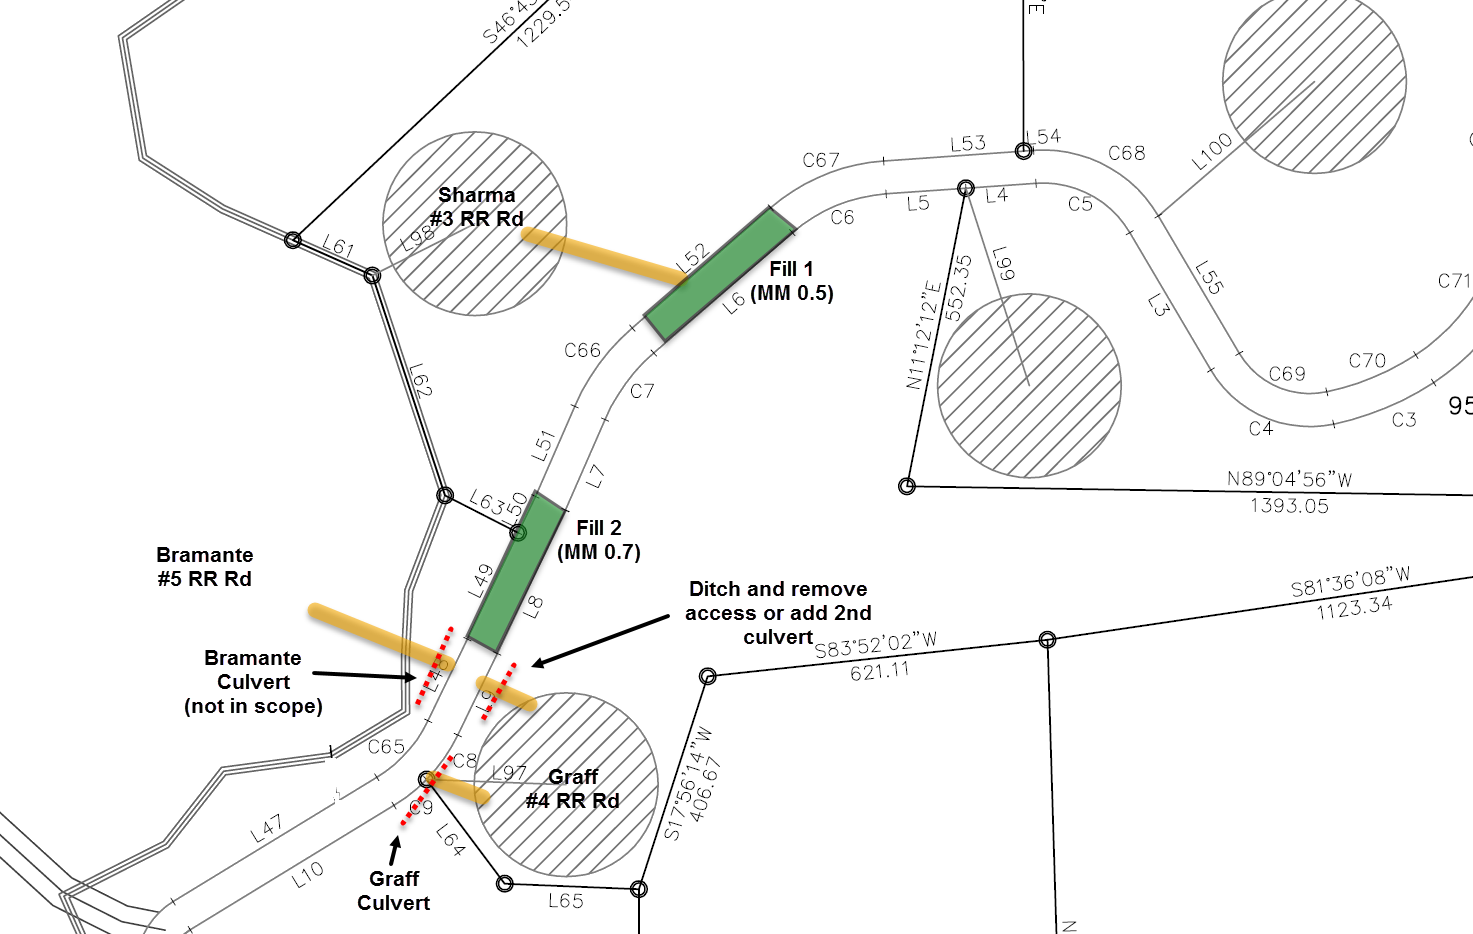 S46°43
1229.5
E
L100
L54
L53
C68
C67
Sharma
#3 RR Rd
L4
L5
C5
C6
L61
L98
L52
L99
Fill 1
(MM 0.5)
L6
L55
L3
C71
N11°12'12"E
552.35
C66
C7
L62
C70
C69
C3
C4
95
L51
L7
N89°04'56"W
1393.05
L63
L50
Fill 2
(MM 0.7)
Bramante
#5 RR Rd
L49
L8
Ditch and remove
access or add 2nd
culvert
S81°36'08"W
1123.34
S83°52'02"W
621.11
Bramante
Culvert
(not in scope)
L48
L9
C65
C8
L97
Graff
#4 RR Rd
S17°56'14"W
406.67
C9
L47
L64
L10
Graff
Culvert
L65
N